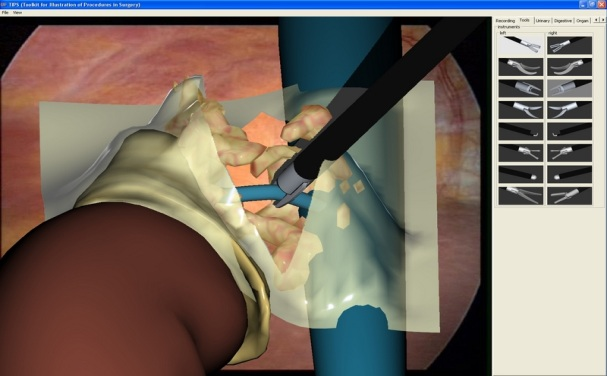 TIPS (Toolkit for Illustration of Procedures in Surgery)
File View
Recording Tools Urinary Digestive Organ
Instruments
left right